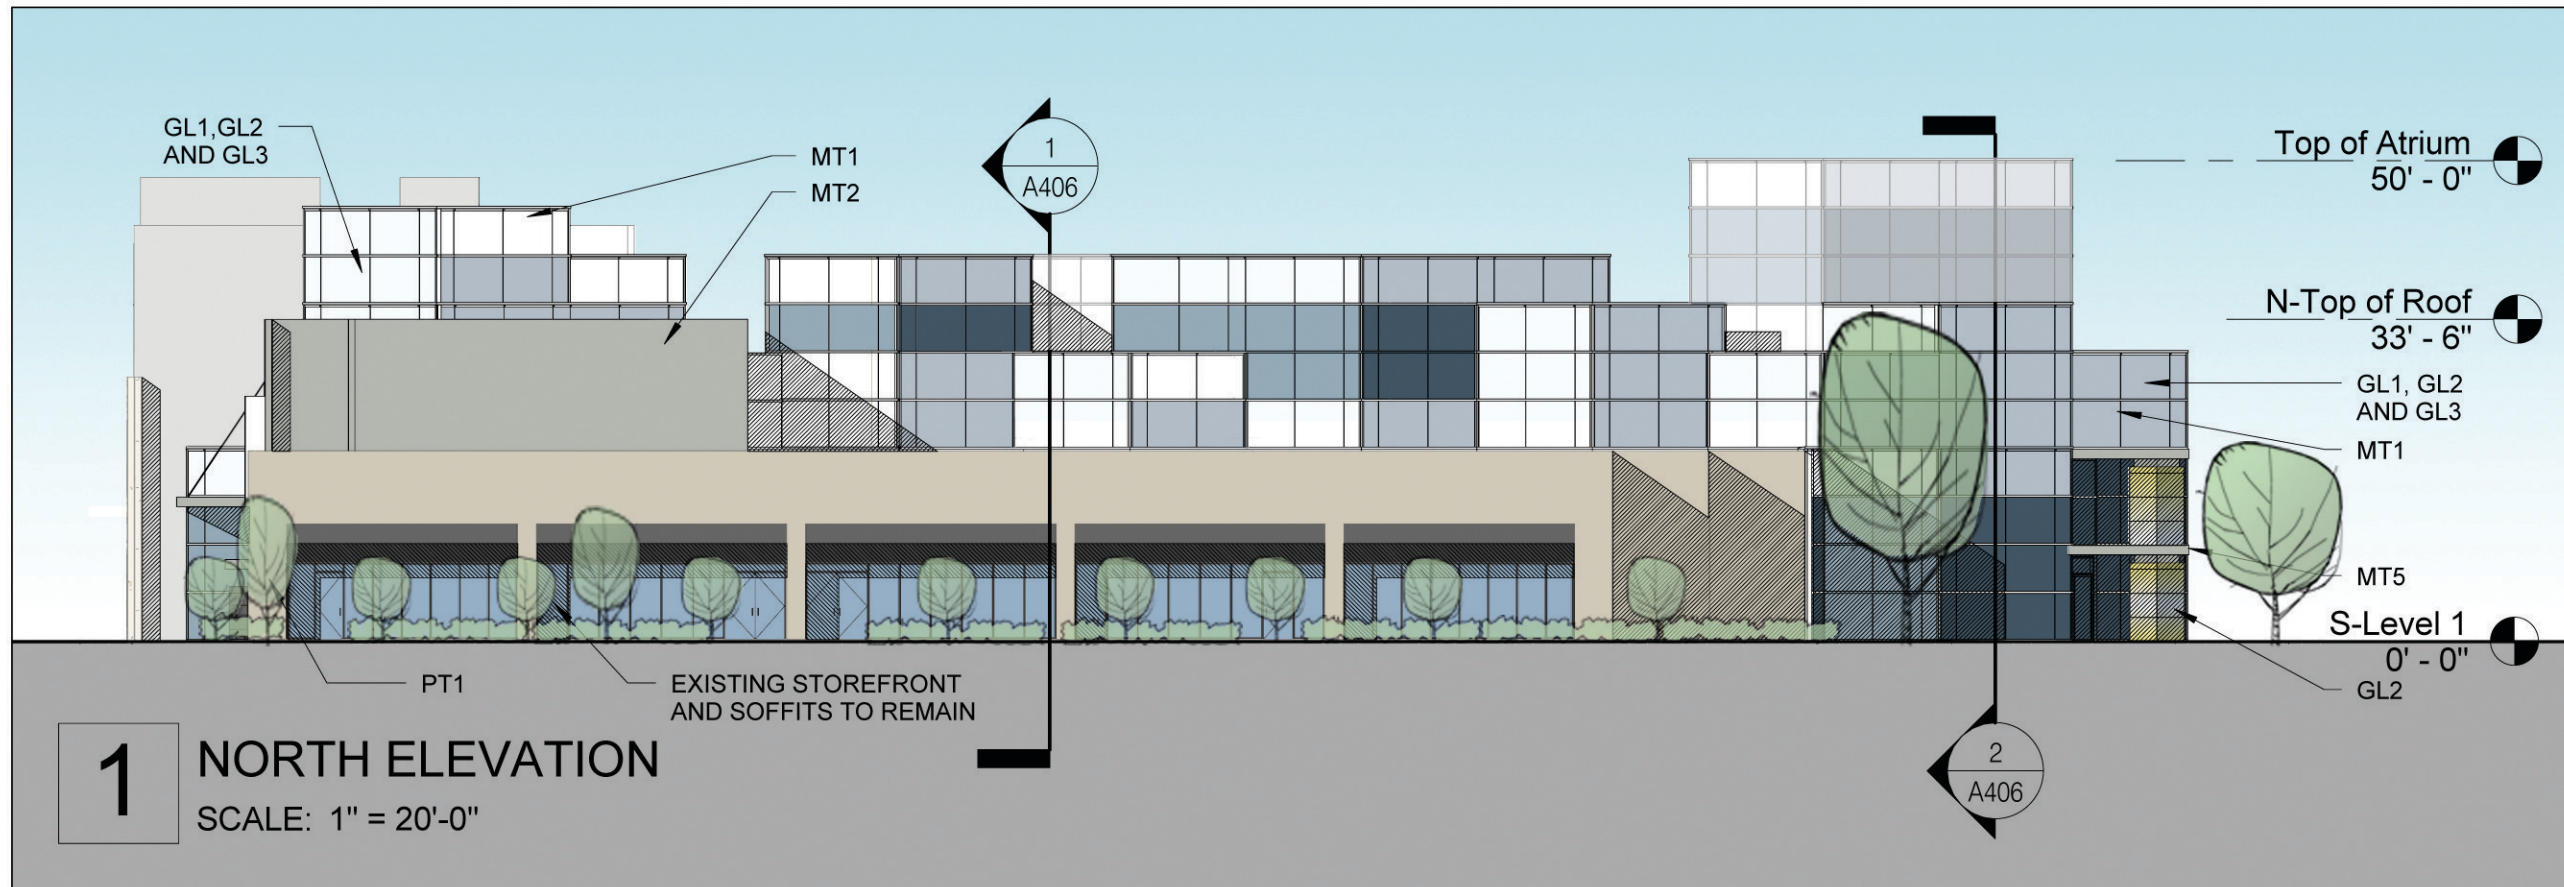 GL1,GL2
AND GL3
MT1
MT2
1
A406
Top of Atrium
50' - 0"
N-Top of Roof
33' - 6"
GL1, GL2
AND GL3
MT1
MT5
S-Level 1
0' - 0"
GL2
PT1
EXISTING STOREFRONT
AND SOFFITS TO REMAIN
2
A406
1
NORTH ELEVATION
SCALE: 1" = 20'-0"